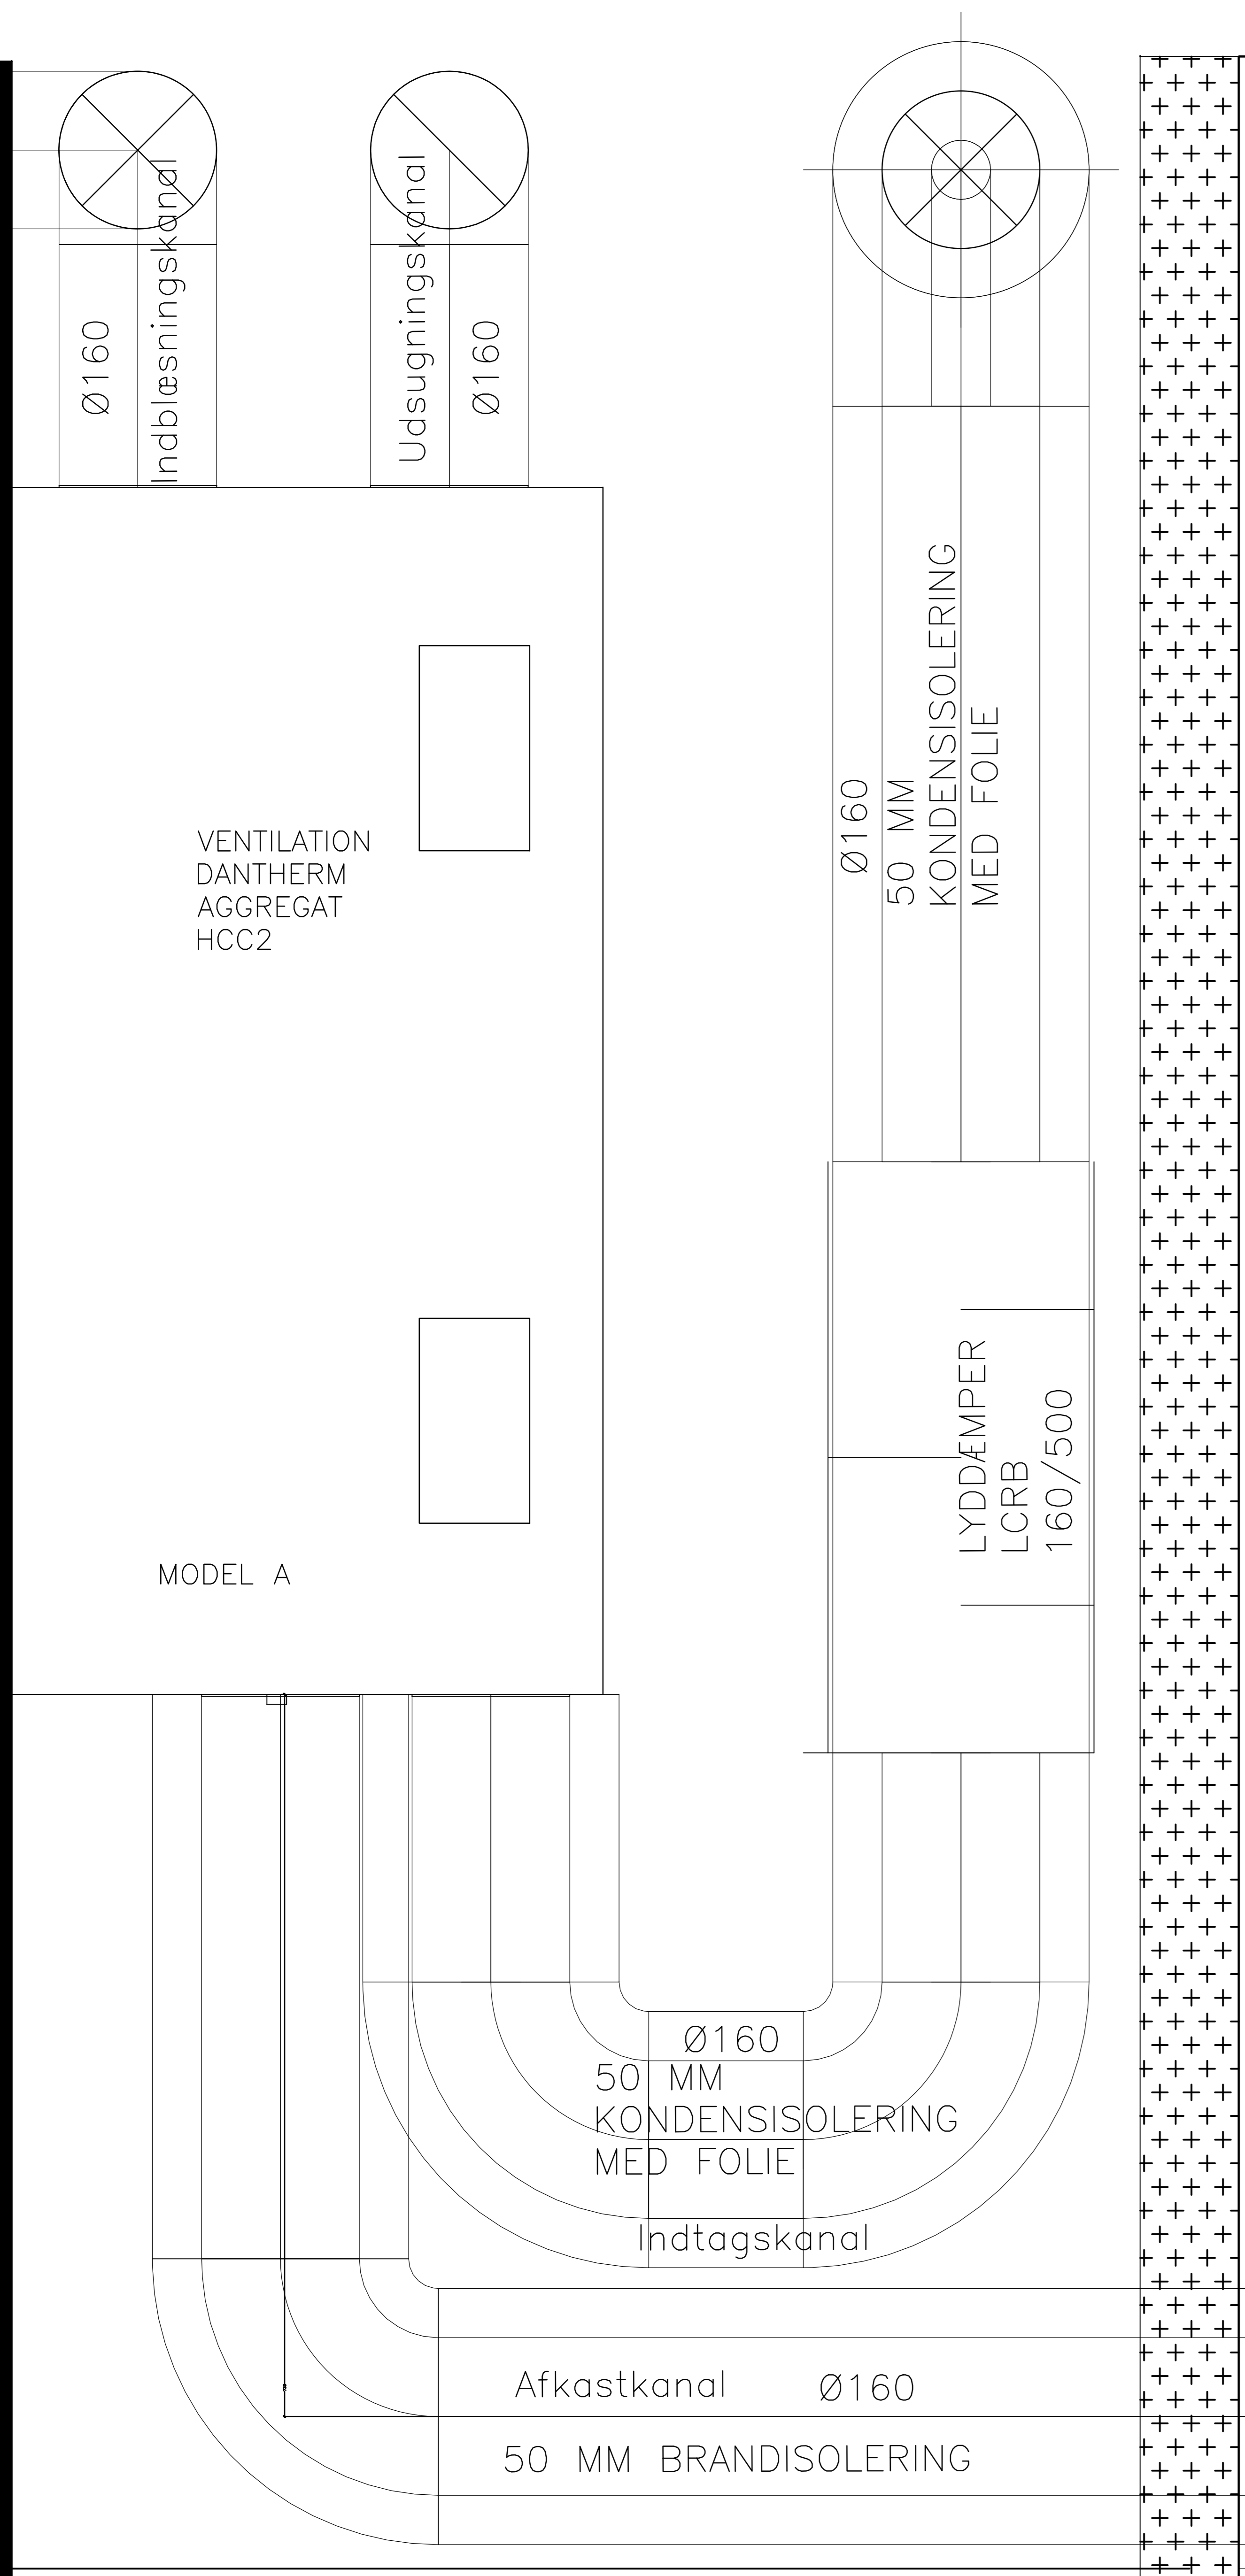 Ø160
Indblæsningskanal
Udsugningskanal
Ø160
Ø160
50 MM
KONDENSISOLERING
MED FOLIE
VENTILATION
DANTHERM
AGGREGAT
HCC2
LYDDÆMPER
LCRB
160/500
MODEL A
Ø160
50 MM
KONDENSISOLERING
MED FOLIE
Indtagskanal
Afkastkanal Ø160
50 MM BRANDISOLERING